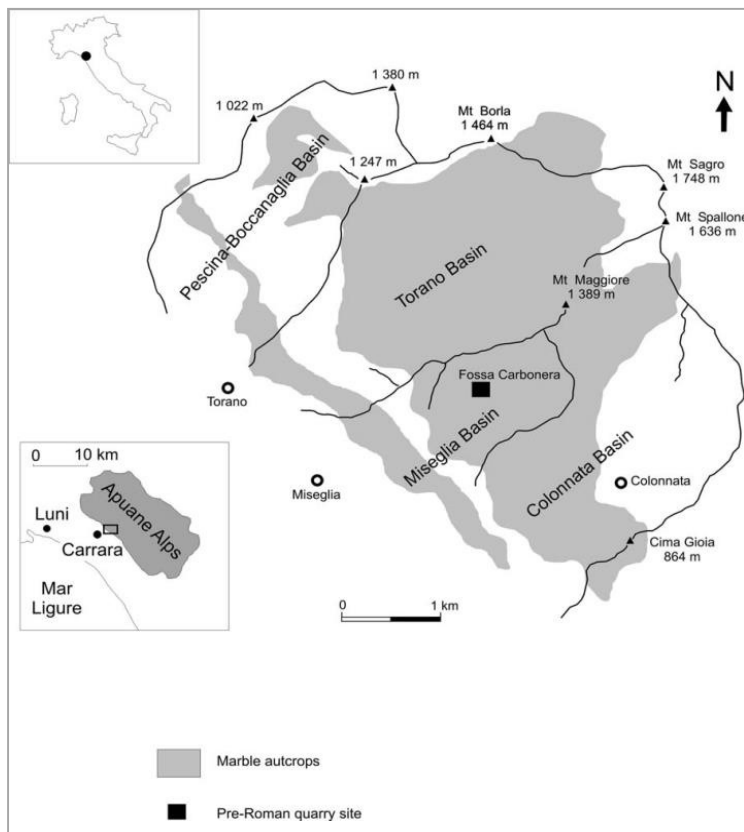 1 380 m
1 022 m
Mt Borla
1 464 m
N
1 247 m
Mt Sagro
1 748 m
Mt Spallone
1 636 m
Pescina-Boccanaglia Basin
Torano Basin
Mt Maggiore
1 389 m
Fossa Carbonera
Torano
Miseglia Basin
Colonnata Basin
Miseglia
Colonnata
Cima Gioia
864 m
0 10 km
Apuane Alps
Luni
Carrara
Mar
Ligure
0 1 km
Marble autcrops
Pre-Roman quarry site